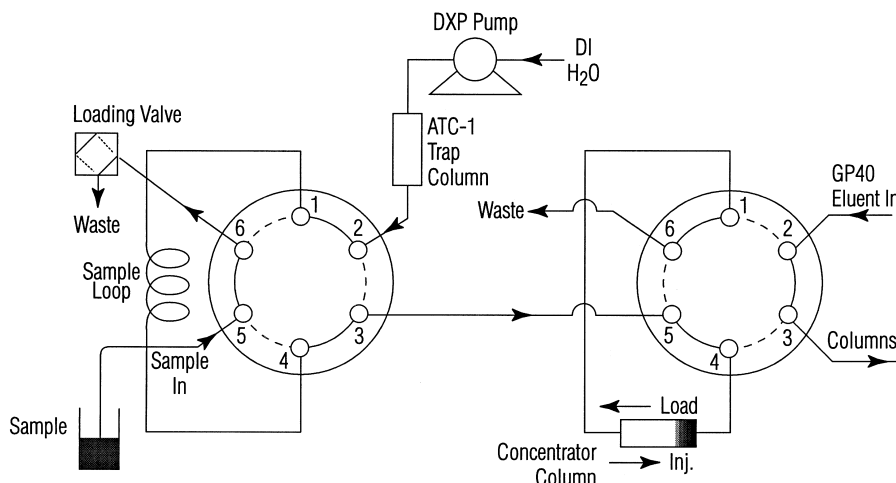 DXP Pump
DI
H2O
Loading Valve
Waste
ATC-1
Trap
Column
Sample
Loop
1
2
3
4
5
6
Sample
In
Sample
GP40
Eluent In
Waste
1
2
3
4
5
6
Columns
Load
Concentrator
Column
Inj.